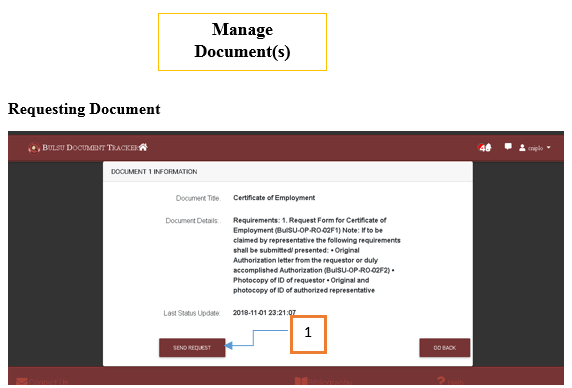 Manage
Document(s)
Requesting Document
BULSU DOCUMENT TRACKER
48
DOCUMENT 1 INFORMATION
Document Title:
Certificate of Employment
Document Details:
Requirements: 1. Request Form for Certificate of
Employment (BulSU-OP-RO-02F1) Note: If to be
claimed by representative the following requirements
shall be submitted/ presented: • Original
Authorization letter from the requestor or duly
accomplished Authorization (BulSU-OP-RO-02F2) •
Photocopy of ID of requestor • Original and
photocopy of ID of authorized representative
Last Status Update:
2018-11-01 23:21:07
1
SEND REQUEST
GO BACK